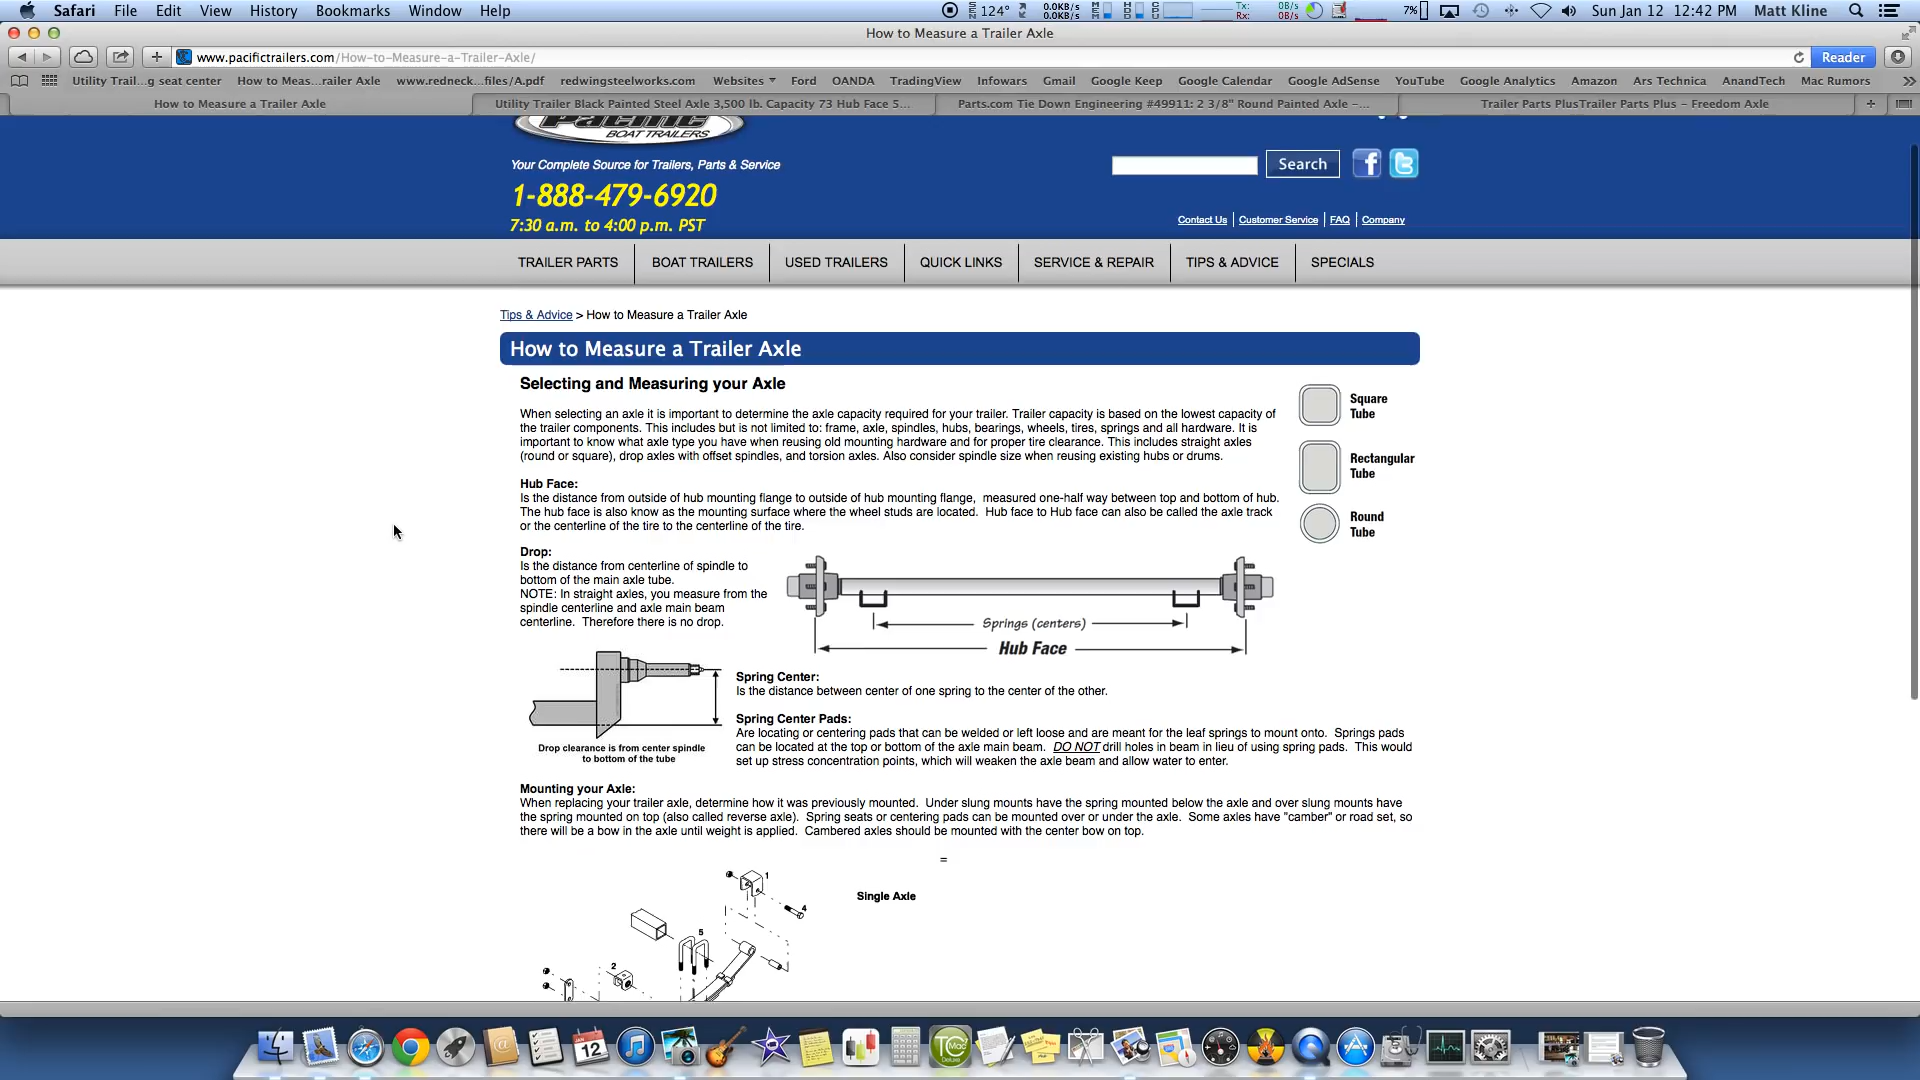 Safari File Edit View History Bookmarks Window Help 124° 0.0KB/s 0.0KB/s Tx: Rx: 0B/s 0B/s 7% Sun Jan 12 12:42 PM Matt Kline
How to Measure a Trailer Axle
www.pacifictrailers.com/How-to-Measure-a-Trailer-Axle/ Reader
Utility Trail...g seat center How to Meas...railer Axle www.redneck...files/A.pdf redwingsteelworks.com Websites Ford OANDA TradingView Infowars Gmail Google Keep Google Calendar Google AdSense YouTube Google Analytics Amazon Ars Technica AnandTech Mac Rumors
How to Measure a Trailer Axle Utility Trailer Black Painted Steel Axle 3,500 lb. Capacity 73 Hub Face 5... Parts.com Tie Down Engineering #49911: 2 3/8" Round Painted Axle -... Trailer Parts PlusTrailer Parts Plus - Freedom Axle
Pacific
BOAT TRAILERS
Your Complete Source for Trailers, Parts & Service
1-888-479-6920
7:30 a.m. to 4:00 p.m. PST
Search
Contact Us Customer Service FAQ Company
TRAILER PARTS BOAT TRAILERS USED TRAILERS QUICK LINKS SERVICE & REPAIR TIPS & ADVICE SPECIALS
Tips & Advice > How to Measure a Trailer Axle
How to Measure a Trailer Axle
Selecting and Measuring your Axle
When selecting an axle it is important to determine the axle capacity required for your trailer. Trailer capacity is based on the lowest capacity of
the trailer components. This includes but is not limited to: frame, axle, spindles, hubs, bearings, wheels, tires, springs and all hardware. It is
important to know what axle type you have when reusing old mounting hardware and for proper tire clearance. This includes straight axles
(round or square), drop axles with offset spindles, and torsion axles. Also consider spindle size when reusing existing hubs or drums.
Square
Tube
Rectangular
Tube
Round
Tube
Hub Face:
Is the distance from outside of hub mounting flange to outside of hub mounting flange, measured one-half way between top and bottom of hub.
The hub face is also know as the mounting surface where the wheel studs are located. Hub face to Hub face can also be called the axle track
or the centerline of the tire to the centerline of the tire.
Drop:
Is the distance from centerline of spindle to
bottom of the main axle tube.
NOTE: In straight axles, you measure from the
spindle centerline and axle main beam
centerline. Therefore there is no drop.
Springs (centers)
Hub Face
Drop clearance is from center spindle
to bottom of the tube
Spring Center:
Is the distance between center of one spring to the center of the other.
Spring Center Pads:
Are locating or centering pads that can be welded or left loose and are meant for the leaf springs to mount onto. Springs pads
can be located at the top or bottom of the axle main beam. DO NOT drill holes in beam in lieu of using spring pads. This would
set up stress concentration points, which will weaken the axle beam and allow water to enter.
Mounting your Axle:
When replacing your trailer axle, determine how it was previously mounted. Under slung mounts have the spring mounted below the axle and over slung mounts have
the spring mounted on top (also called reverse axle). Spring seats or centering pads can be mounted over or under the axle. Some axles have "camber" or road set, so
there will be a bow in the axle until weight is applied. Cambered axles should be mounted with the center bow on top.
=
Single Axle
1
4
5
2
JAN
12